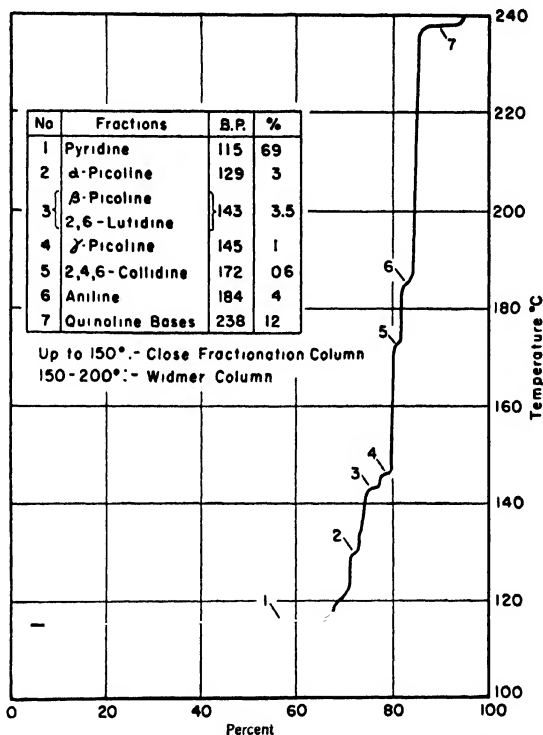 240
7
220
No Fractions B.P. %
1 Pyridine 115 69
2 α-Picoline 129 3
3 { β-Picoline
2,6-Lutidine } 143 3.5
200
4 γ-Picoline 145 1
5 2,4,6-Collidine 172 06
6 Aniline 184 4
7 Quinoline Bases 238 12
6
180
5
Up to 150°.- Close Fractionation Column
150-200°:- Widmer Column
Temperature °C
160
4
3
140
2
1
120
100
0 20 40 60 80 100
Percent